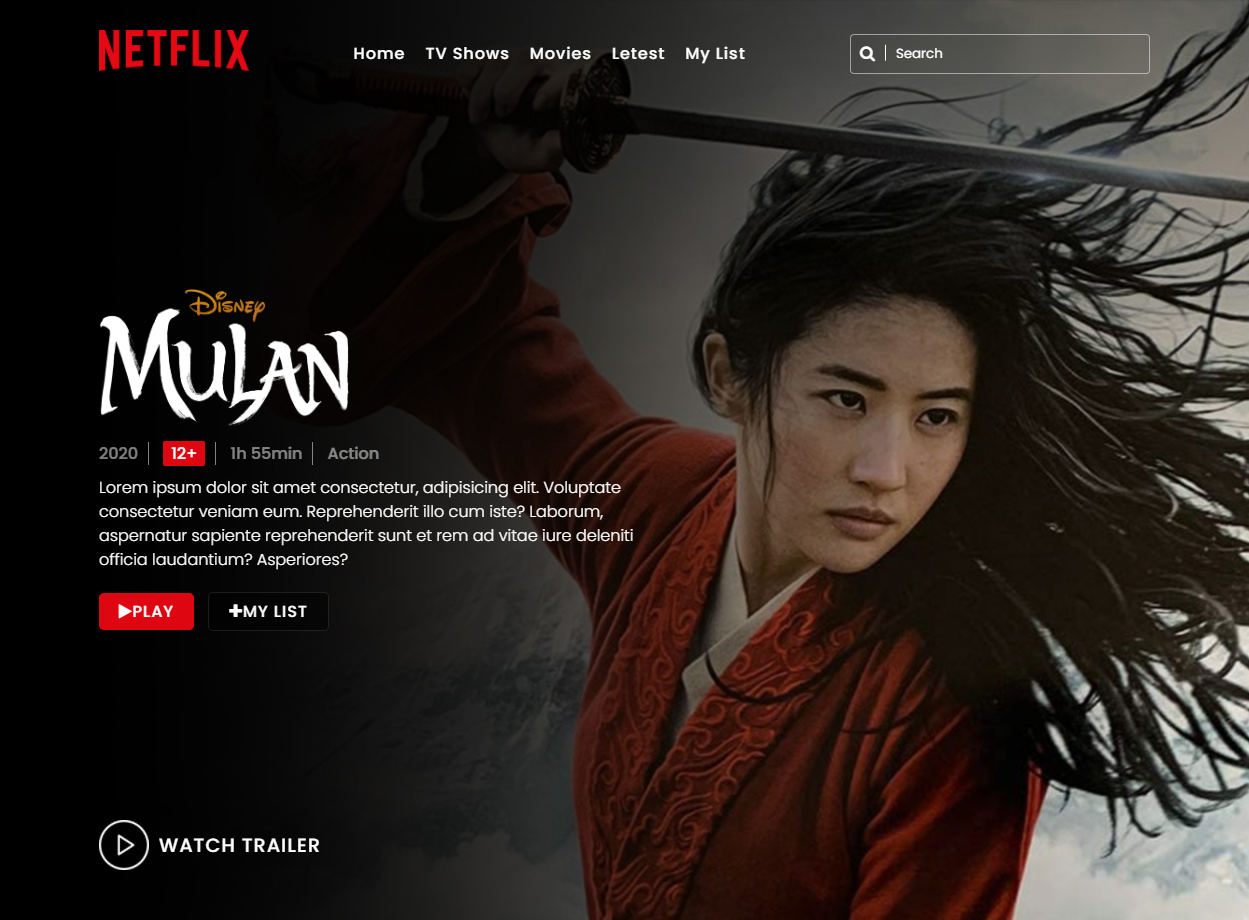 NETFLIX
Home TV Shows Movies Letest My List
Search
Disney
MULAN
2020 12+ 1h 55min Action
Lorem ipsum dolor sit amet consectetur, adipisicing elit. Voluptate
consectetur veniam eum. Reprehenderit illo cum iste? Laborum,
aspernatur sapiente reprehenderit sunt et rem ad vitae iure deleniti
officia laudantium? Asperiores?
PLAY MY LIST
WATCH TRAILER